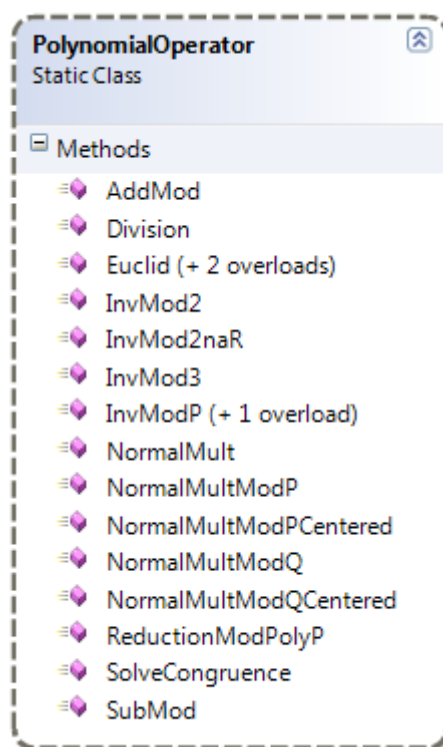 PolynomialOperator
Static Class
Methods
AddMod
Division
Euclid (+ 2 overloads)
InvMod2
InvMod2naR
InvMod3
InvModP (+ 1 overload)
NormalMult
NormalMultModP
NormalMultModPCentered
NormalMultModQ
NormalMultModQCentered
ReductionModPolyP
SolveCongruence
SubMod